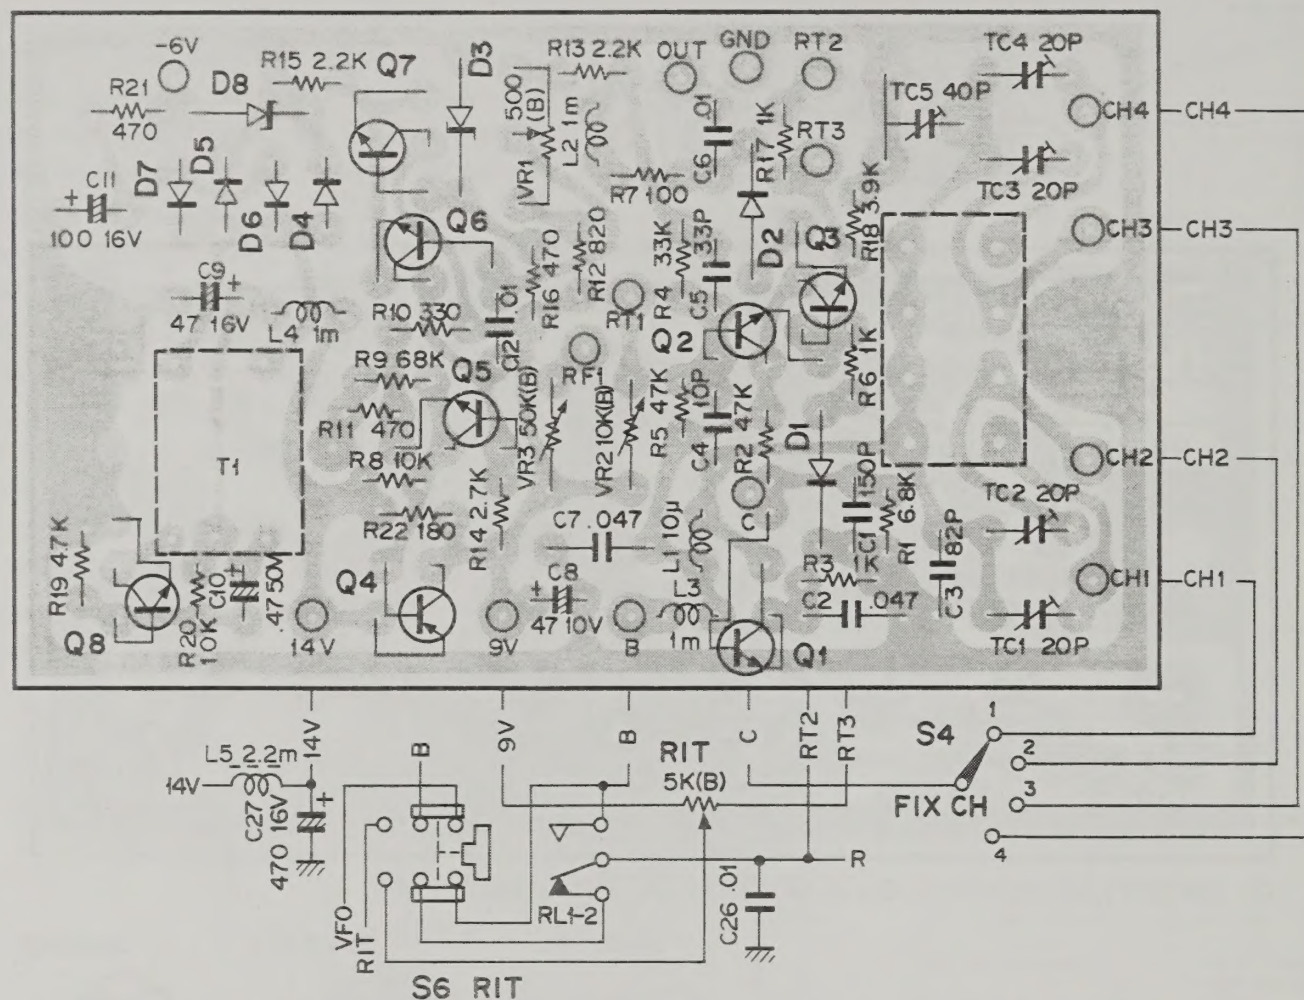 -6V
R15 2.2K
Q7
D3
R13 2.2K
OUT
GND
RT2
TC4 20P
R21
470
D8
500
(B)
VR1
L2 1m
C6 .01
R17 1K
TC5 40P
CH4
CH4
RT3
TC3 20P
D7
D5
D6
D4
+
C11
100 16V
R7 100
Q6
R16 470
R12 820
R4 33K
C5 33P
D2
Q3
R18 3.9K
CH3
CH3
C9
+
47 16V
L4 1m
R10 330
C12 .01
RT1
Q2
R9 68K
Q5
RF1
R6 1K
R11 470
VR3 50K(B)
VR2 10K(B)
R5 47K
C4 10P
R2 47K
D1
T1
R8 10K
CH2
CH2
R22 180
R14 2.7K
C7 .047
L1 10μ
C
C1 150P
R1 6.8K
TC2 20P
R19 4.7K
Q8
R20
10K
C10
+
.47 50V
Q4
+
C8
47 10V
L3
1m
R3 1K
C2 .047
C3 82P
CH1
CH1
14V
9V
B
Q1
TC1 20P
14V
B
9V
B
C
RT2
RT3
S4
1
2
3
4
FIX CH
L5 2.2m
14V
C27
470 16V
+
RIT
5K(B)
R
VFO
RIT
RL1-2
C26 .01
S6 RIT